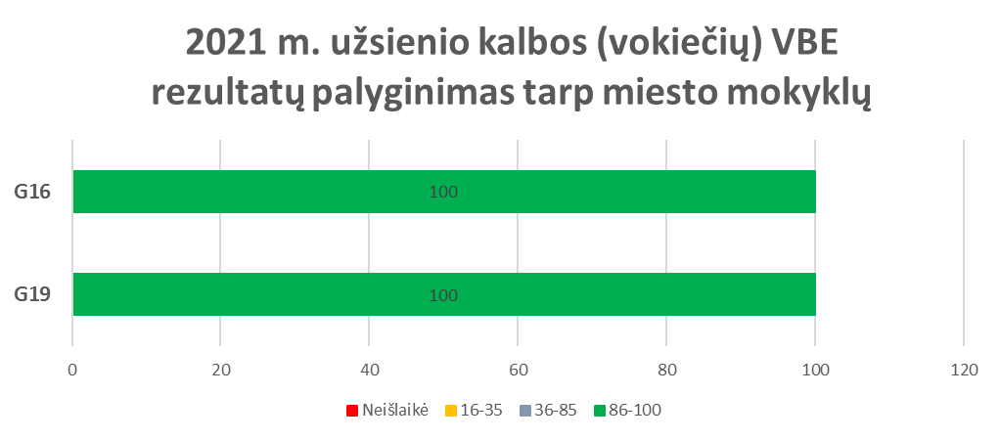 2021 m. užsienio kalbos (vokiečių) VBE
rezultatų palyginimas tarp miesto mokyklų
G16
100
G19
100
0 20 40 60 80 100 120
Neišlaikė 16-35 36-85 86-100